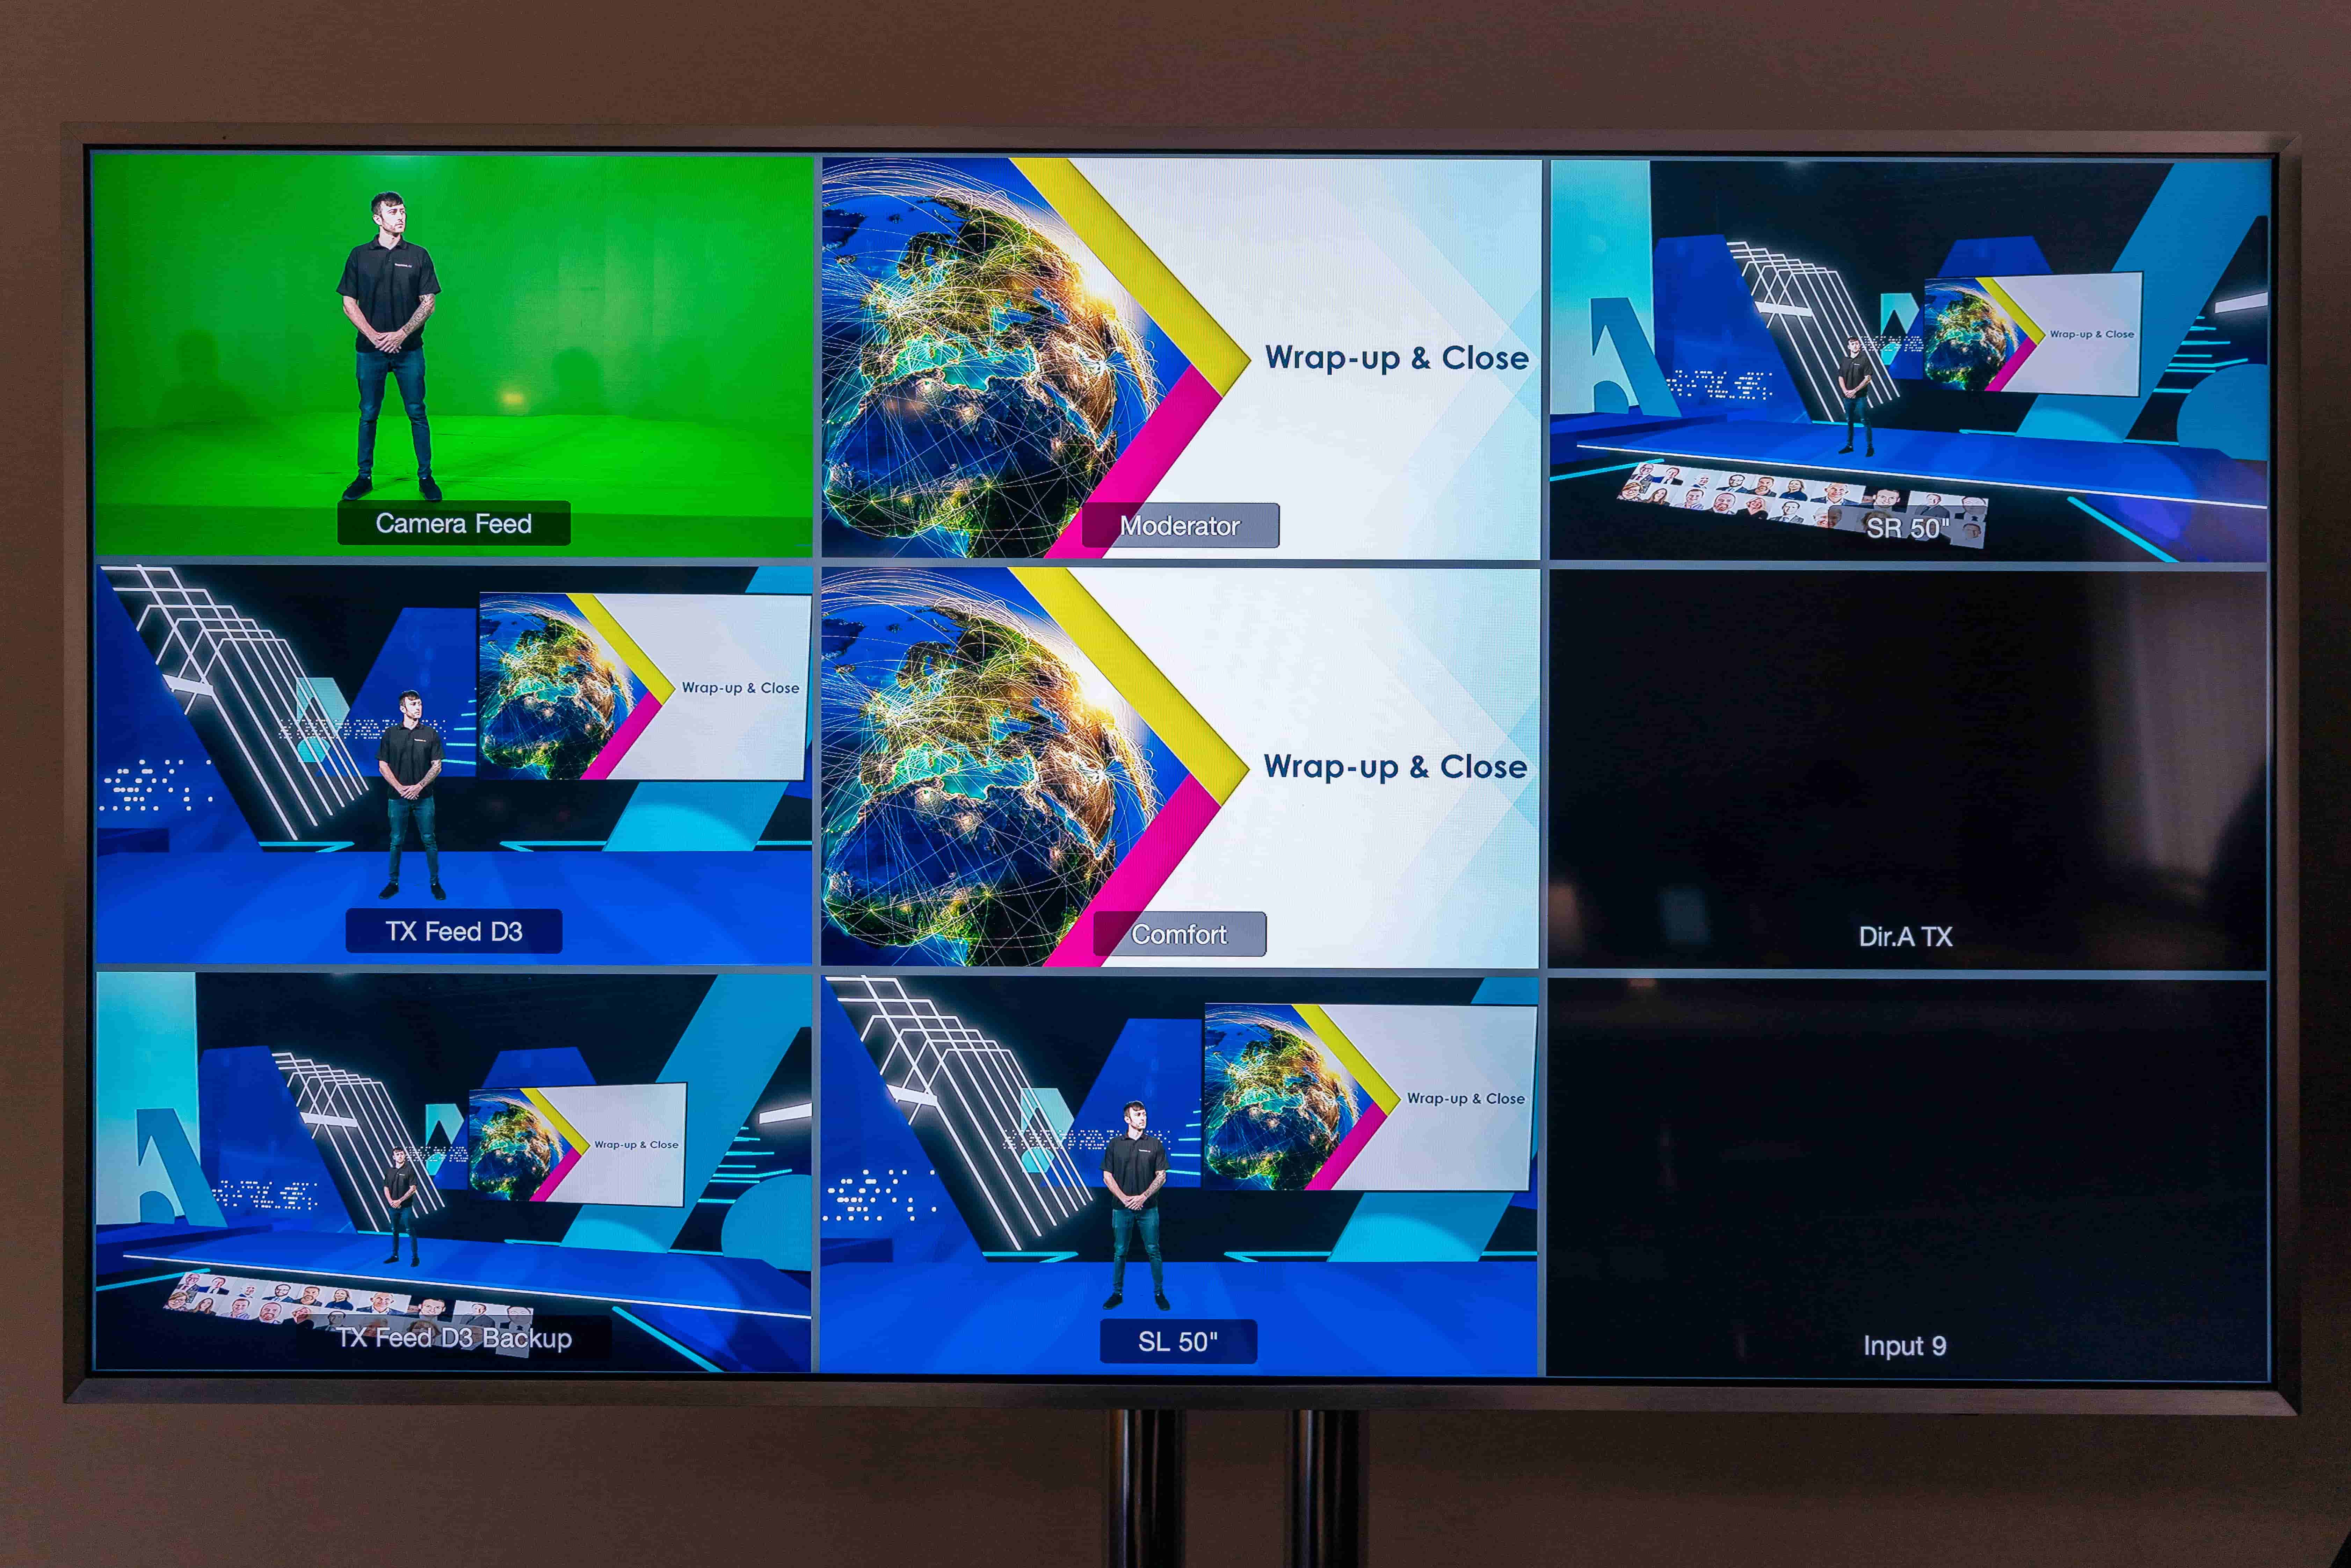 Camera Feed
Wrap-up & Close
Moderator
Wrap-up & Close
SR 50"
Wrap-up & Close
TX Feed D3
Wrap-up & Close
Comfort
Dir.A TX
Wrap-up & Close
TX Feed D3 Backup
Wrap-up & Close
SL 50"
Input 9